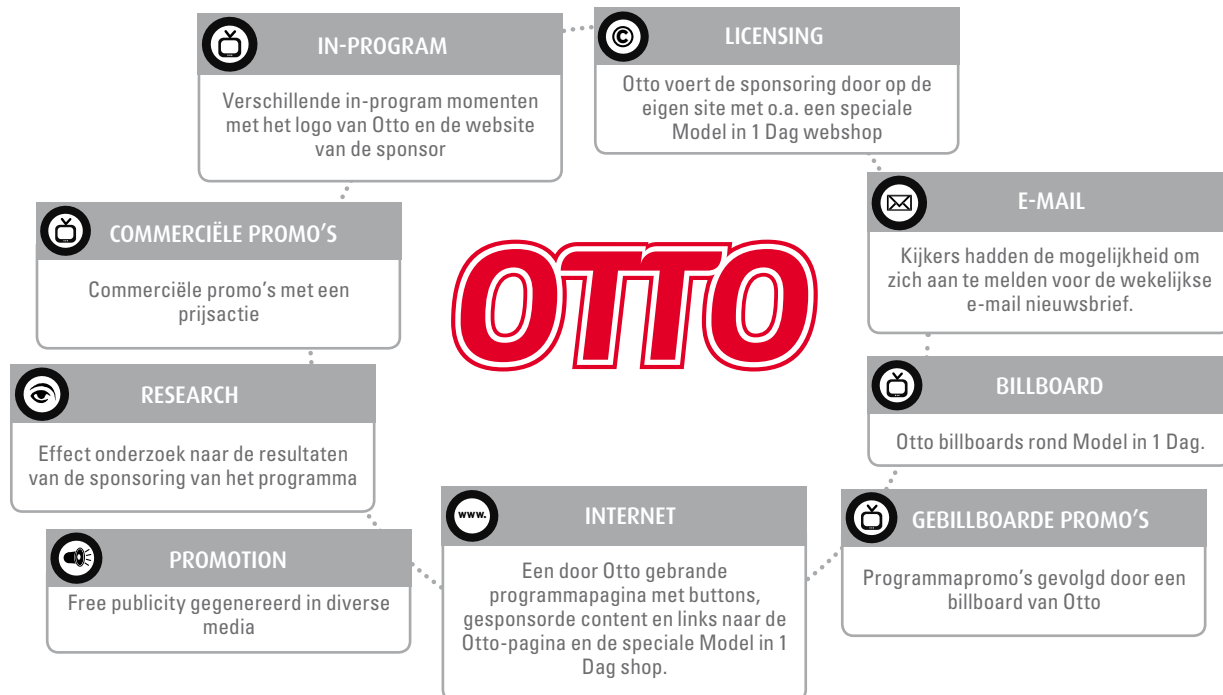 IN-PROGRAM
Verschillende in-program momenten
met het logo van Otto en de website
van de sponsor
©
LICENSING
Otto voert de sponsoring door op de
eigen site met o.a. een speciale
Model in 1 Dag webshop
E-MAIL
Kijkers hadden de mogelijkheid om
zich aan te melden voor de wekelijkse
e-mail nieuwsbrief.
COMMERCIËLE PROMO'S
Commerciële promo's met een
prijsactie
OTTO
RESEARCH
Effect onderzoek naar de resultaten
van de sponsoring van het programma
BILLBOARD
Otto billboards rond Model in 1 Dag.
PROMOTION
Free publicity gegenereerd in diverse
media
www.
INTERNET
Een door Otto gebrande
programmapagina met buttons,
gesponsorde content en links naar de
Otto-pagina en de speciale Model in 1
Dag shop.
GEBILLBOARDE PROMO'S
Programmapromo's gevolgd door een
billboard van Otto